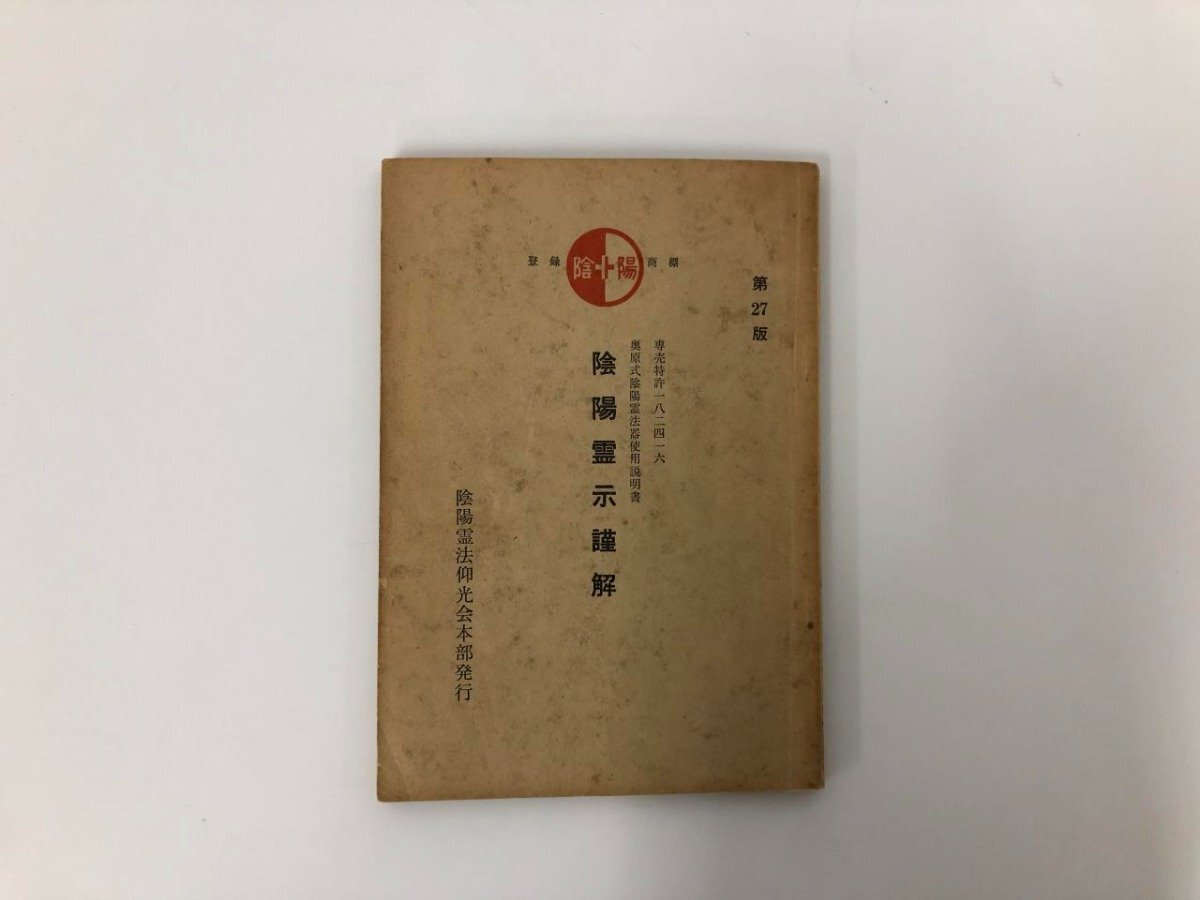 第27版
登録 陰陽 商標
専売特許一八二四一六
奥原式陰陽霊法器使用説明書
陰陽霊示謹解
陰陽霊法仰光会本部発行